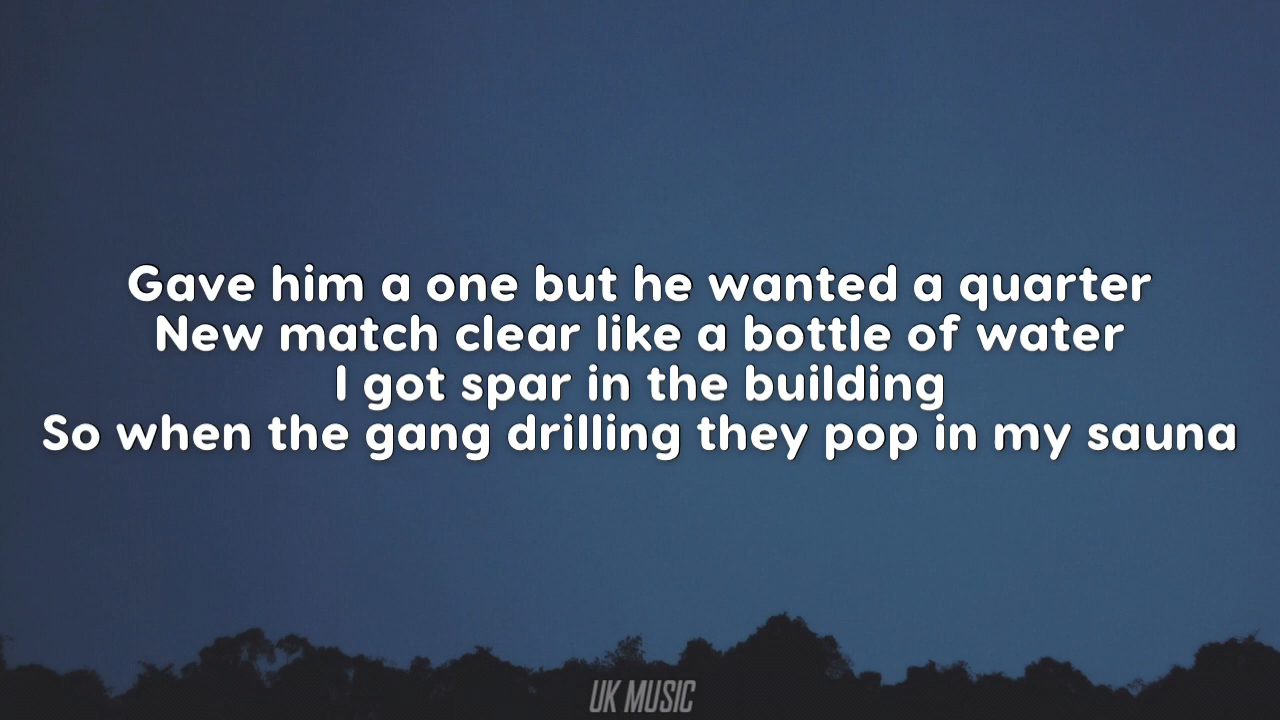 Gave him a one but he wanted a quarter
New match clear like a bottle of water
I got spar in the building
So when the gang drilling they pop in my sauna
UK MUSIC